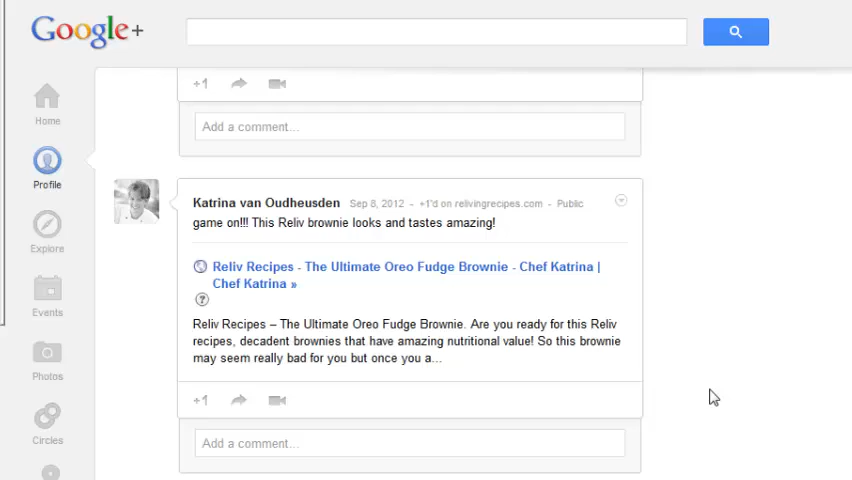 Google+
+1
Add a comment...
Home
Profile
Explore
Events
Photos
Circles
Katrina van Oudheusden Sep 8, 2012 - +1'd on relivingrecipes.com - Public
game on!!! This Reliv brownie looks and tastes amazing!
Reliv Recipes - The Ultimate Oreo Fudge Brownie - Chef Katrina |
Chef Katrina »
?
Reliv Recipes – The Ultimate Oreo Fudge Brownie. Are you ready for this Reliv
recipes, decadent brownies that have amazing nutritional value! So this brownie
may seem really bad for you but once you a...
+1
Add a comment...